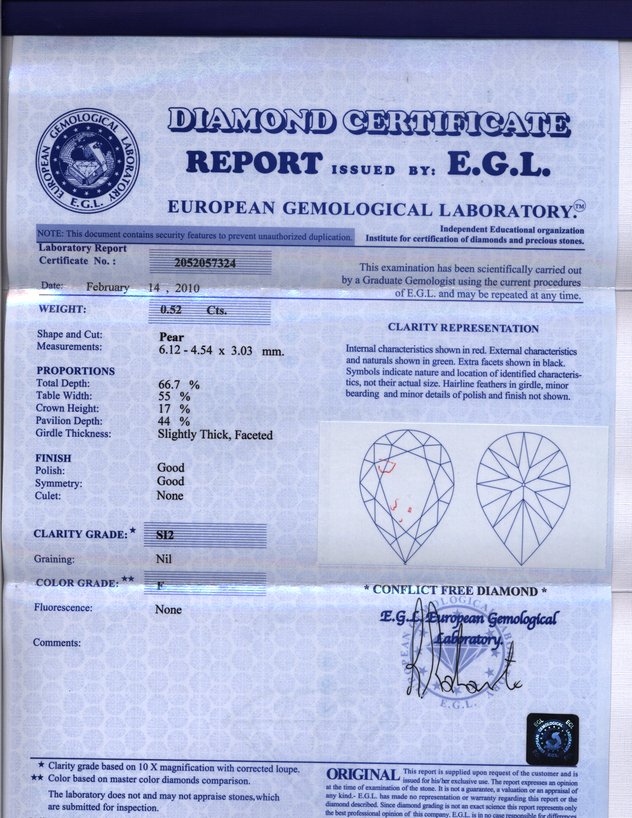 EUROPEAN GEMOLOGICAL LABORATORY
E.G.L.
DIAMOND CERTIFICATE
REPORT ISSUED BY: E.G.L.
EUROPEAN GEMOLOGICAL LABORATORY.™
NOTE: This document contains security features to prevent unauthorized duplication.
Independent Educational organization
Institute for certification of diamonds and precious stones.
Laboratory Report
Certificate No. : 2052057324
This examination has been scientifically carried out
by a Graduate Gemologist using the current procedures
of E.G.L. and may be repeated at any time.
Date: February 14 , 2010
WEIGHT: 0.52 Cts.
Shape and Cut: Pear
Measurements: 6.12-4.54 x 3.03 mm.
PROPORTIONS
Total Depth: 66.7 %
Table Width: 55 %
Crown Height: 17 %
Pavilion Depth: 44 %
Girdle Thickness: Slightly Thick, Faceted
FINISH
Polish: Good
Symmetry: Good
Culet: None
CLARITY GRADE:★ SI2
Graining: Nil
COLOR GRADE:★★ F
Fluorescence: None
Comments:
CLARITY REPRESENTATION
Internal characteristics shown in red. External characteristics
and naturals shown in green. Extra facets shown in black.
Symbols indicate nature and location of identified characteris-
tics, not their actual size. Hairline feathers in girdle, minor
bearding and minor details of polish and finish not shown.
* CONFLICT FREE DIAMOND *
E.G.L. European Gemological
Laboratory.
E.G.L.
EGL EGL
EGL
★ Clarity grade based on 10 X magnification with corrected loupe.
★★ Color based on master color diamonds comparison.
The laboratory does not and may not appraise stones,which
are submitted for inspection.
ORIGINAL This report is supplied upon request of the customer and is
issued for his/her exclusive use. The report expresses an opinion
at the time of examination of the stone. It is not a guarantee, a valuation or an appraisal of
any kind.- E.G.L. has made no representation or warranty regarding this report or the
diamond described. Since diamond grading is not an exact science this report represents only
the best professional opinion of this company. E.G.L. is in no case responsible for differences